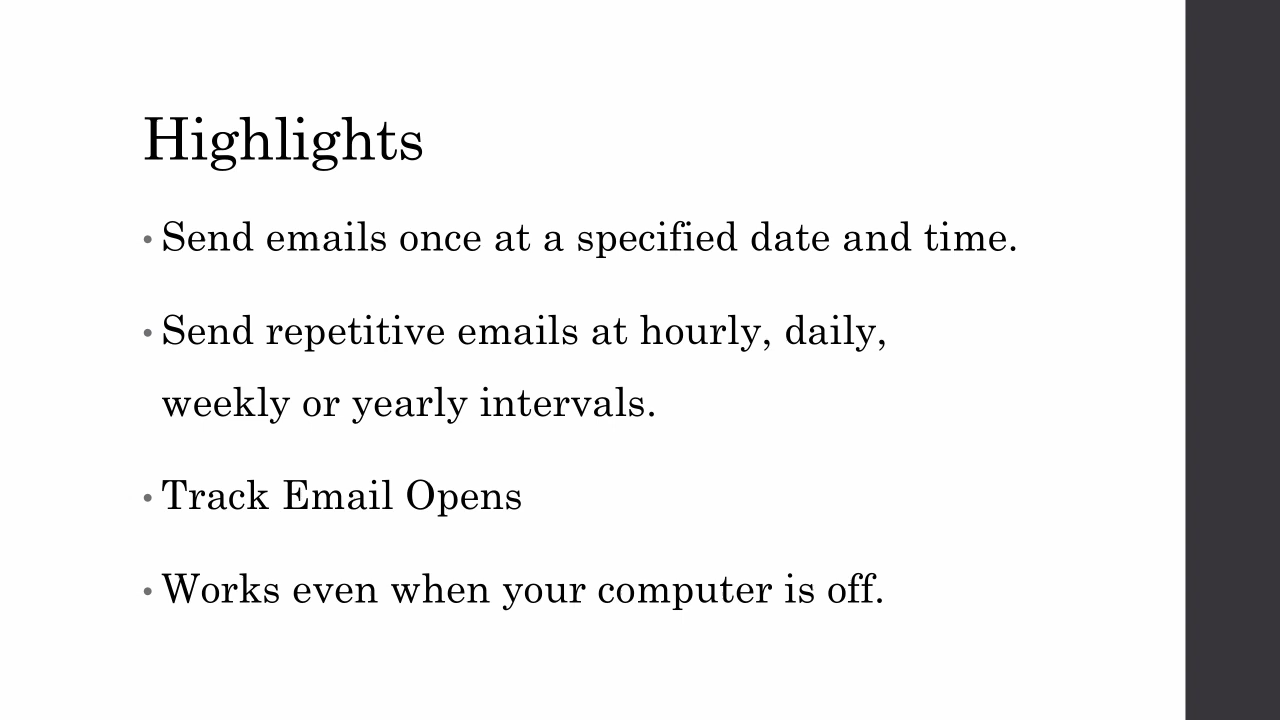 Highlights
• Send emails once at a specified date and time.
• Send repetitive emails at hourly, daily,
weekly or yearly intervals.
• Track Email Opens
• Works even when your computer is off.